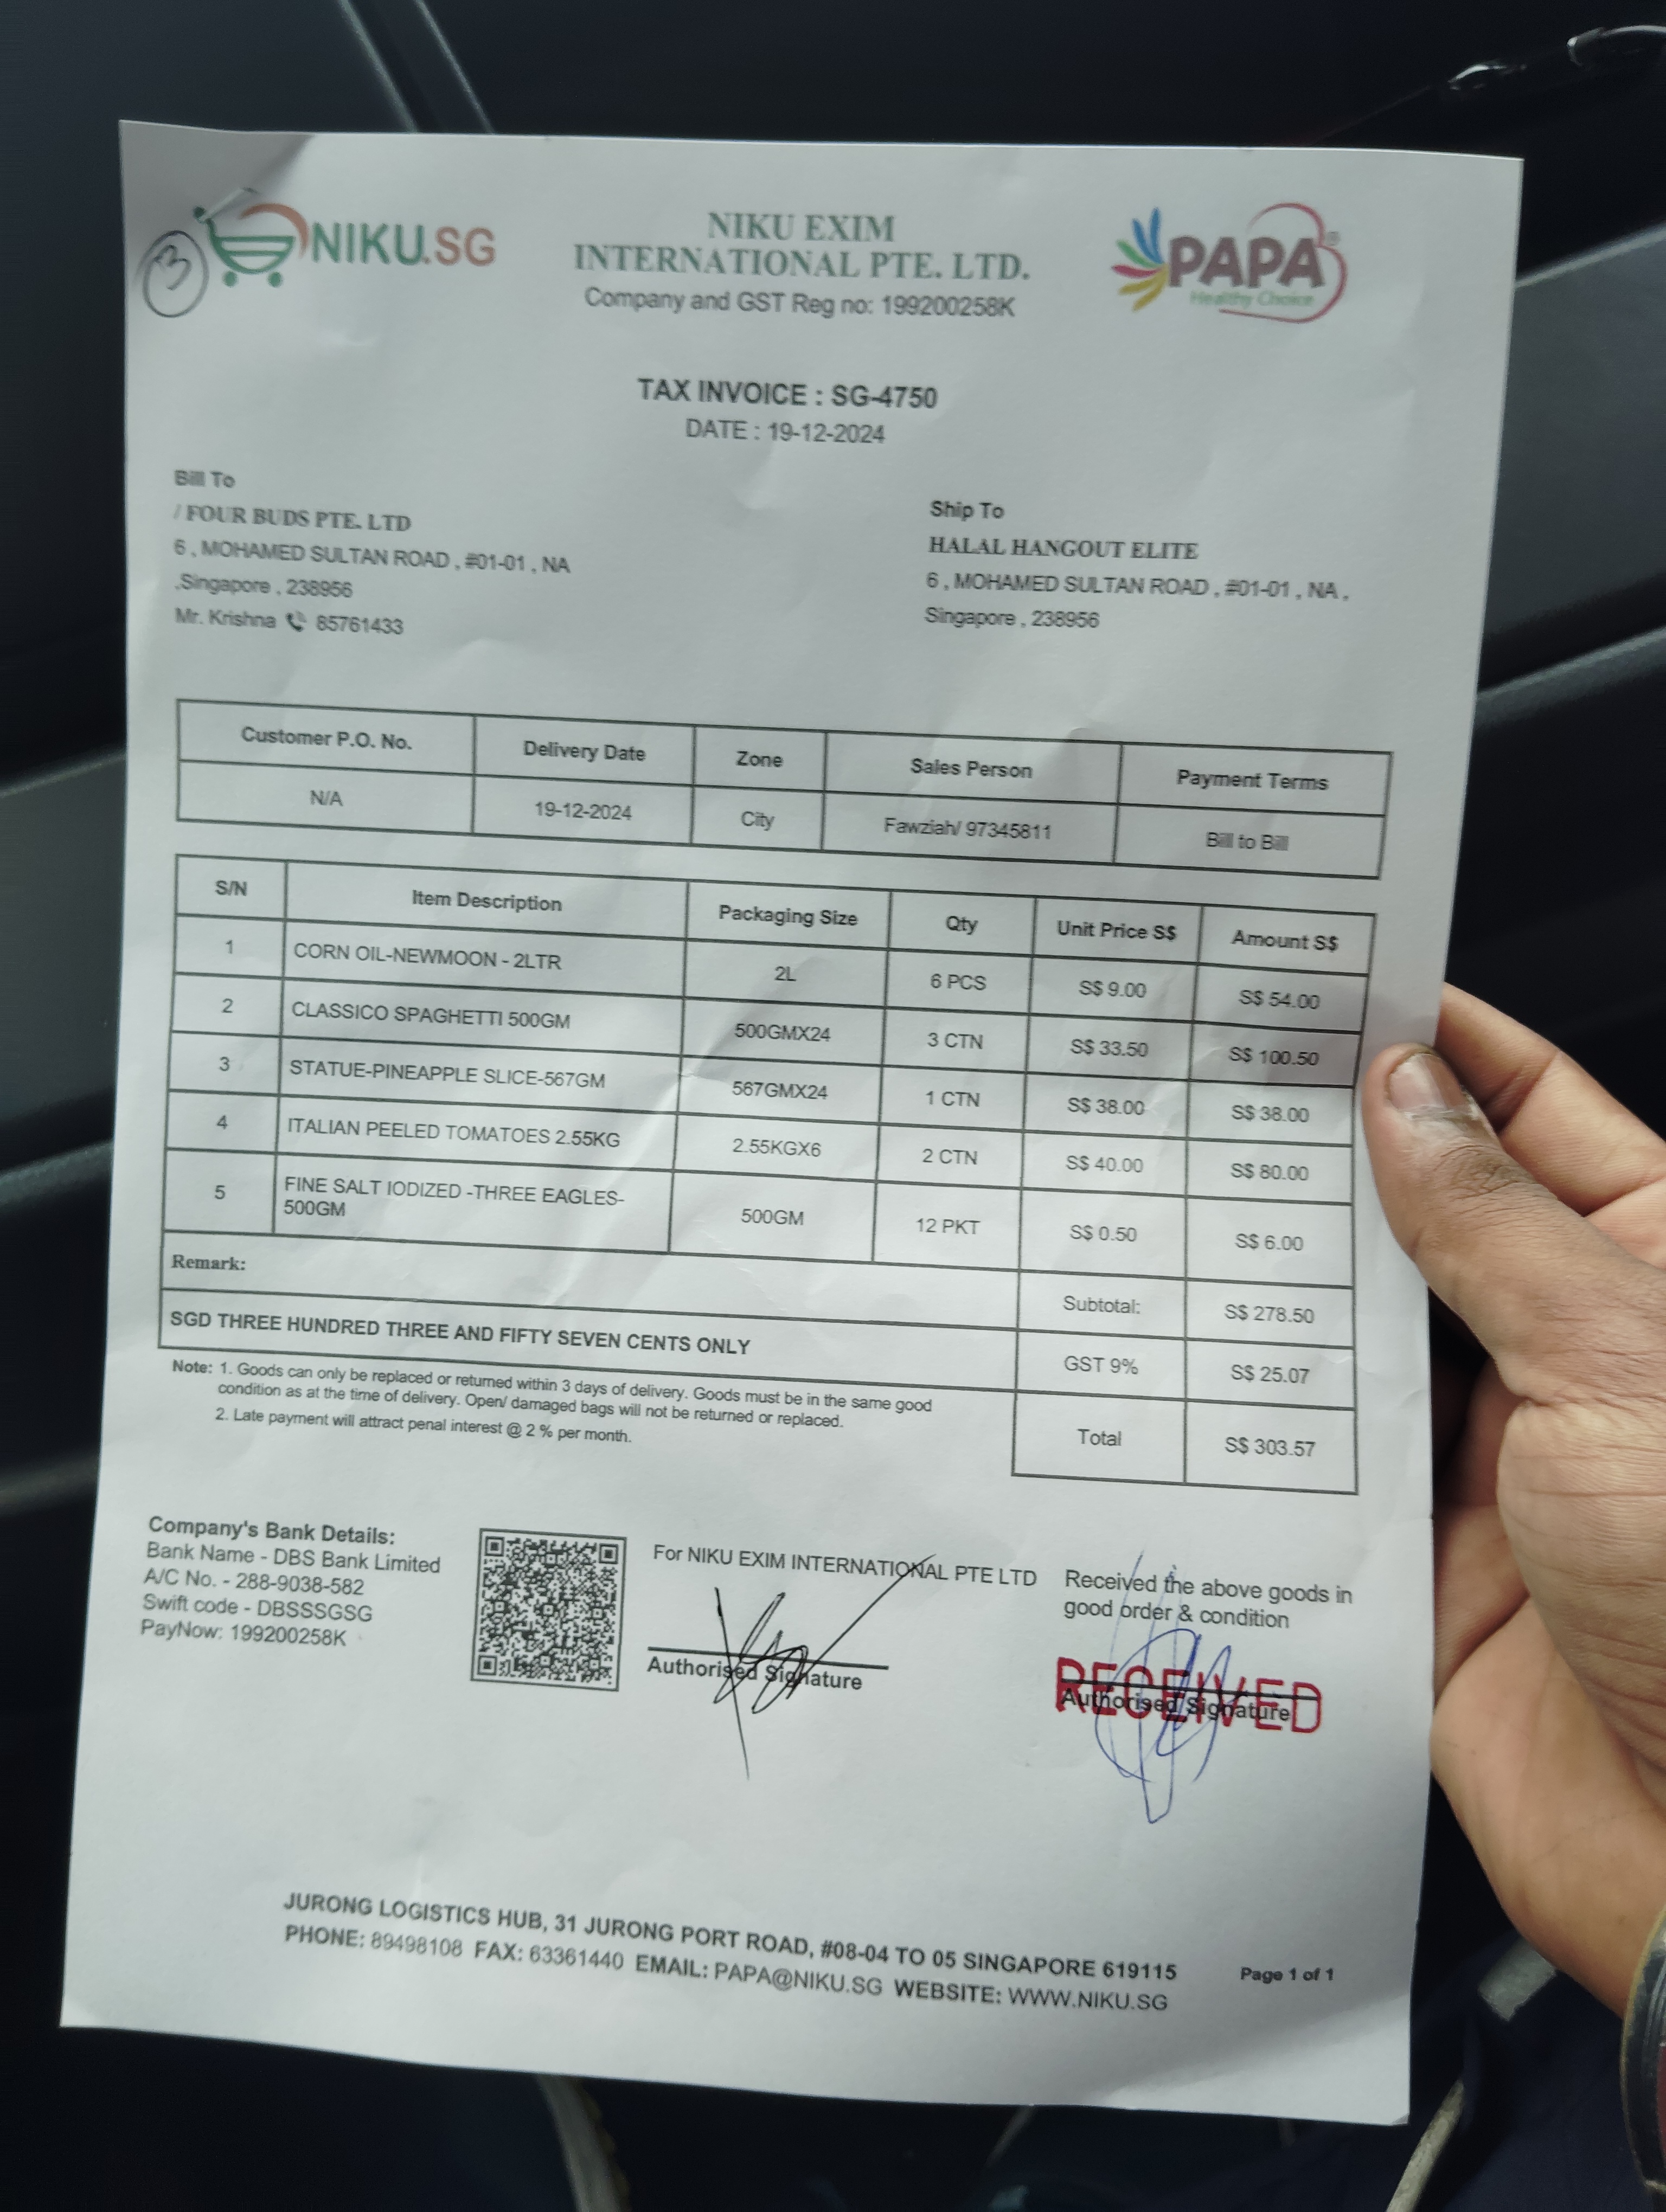 3
NIKU.SG
NIKU EXIM
INTERNATIONAL PTE. LTD.
Company and GST Reg no: 199200258K
PAPA®
Healthy Choice
TAX INVOICE : SG-4750
DATE : 19-12-2024
Bill To
/ FOUR BUDS PTE. LTD
6 , MOHAMED SULTAN ROAD , #01-01 , NA
,Singapore , 238956
Mr. Krishna 85761433
Ship To
HALAL HANGOUT ELITE
6 , MOHAMED SULTAN ROAD , #01-01 , NA ,
Singapore , 238956
Customer P.O. No. Delivery Date Zone Sales Person Payment Terms
N/A 19-12-2024 City Fawziah/ 97345811 Bill to Bill
S/N Item Description Packaging Size Qty Unit Price S$ Amount S$
1 CORN OIL-NEWMOON - 2LTR 2L 6 PCS S$ 9.00 S$ 54.00
2 CLASSICO SPAGHETTI 500GM 500GMX24 3 CTN S$ 33.50 S$ 100.50
3 STATUE-PINEAPPLE SLICE-567GM 567GMX24 1 CTN S$ 38.00 S$ 38.00
4 ITALIAN PEELED TOMATOES 2.55KG 2.55KGX6 2 CTN S$ 40.00 S$ 80.00
5 FINE SALT IODIZED -THREE EAGLES-
500GM 500GM 12 PKT S$ 0.50 S$ 6.00
Remark:
Subtotal: S$ 278.50
SGD THREE HUNDRED THREE AND FIFTY SEVEN CENTS ONLY
GST 9% S$ 25.07
Total S$ 303.57
Note: 1. Goods can only be replaced or returned within 3 days of delivery. Goods must be in the same good
condition as at the time of delivery. Open/ damaged bags will not be returned or replaced.
2. Late payment will attract penal interest @ 2 % per month.
Company's Bank Details:
Bank Name - DBS Bank Limited
A/C No. - 288-9038-582
Swift code - DBSSSGSG
PayNow: 199200258K
For NIKU EXIM INTERNATIONAL PTE LTD
Authorised Signature
Received the above goods in
good order & condition
RECEIVED
Authorised Signature
JURONG LOGISTICS HUB, 31 JURONG PORT ROAD, #08-04 TO 05 SINGAPORE 619115
PHONE: 89498108 FAX: 63361440 EMAIL: PAPA@NIKU.SG WEBSITE: WWW.NIKU.SG
Page 1 of 1